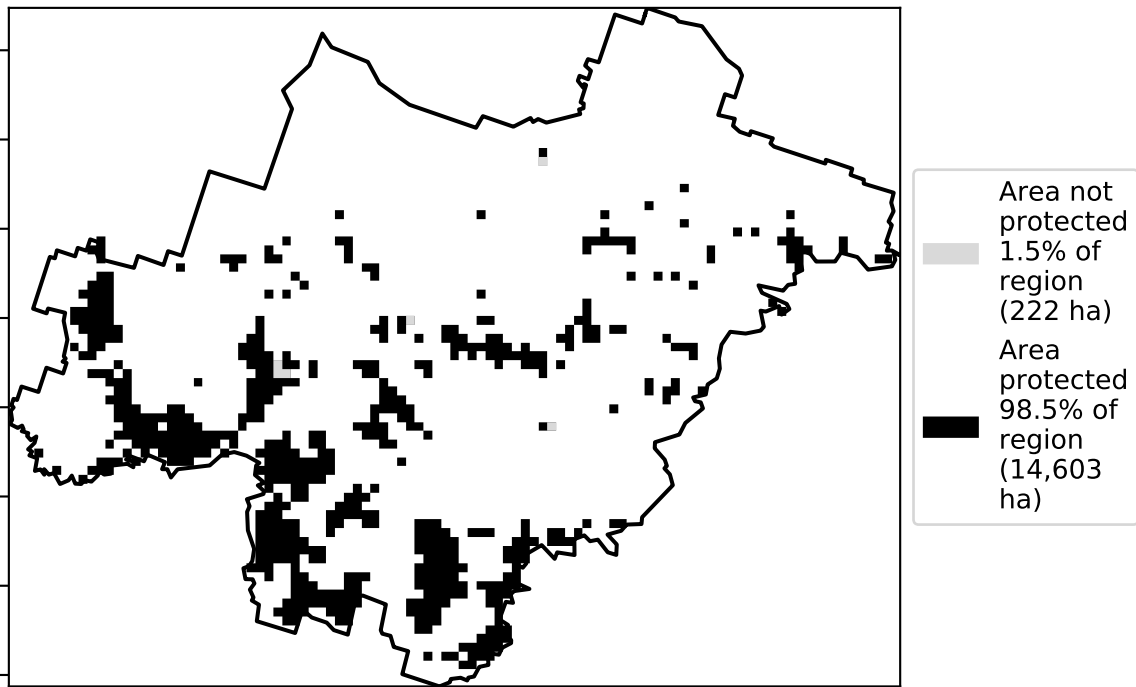 Area not
protected
1.5% of
region
(222 ha)
Area
protected
98.5% of
region
(14,603
ha)